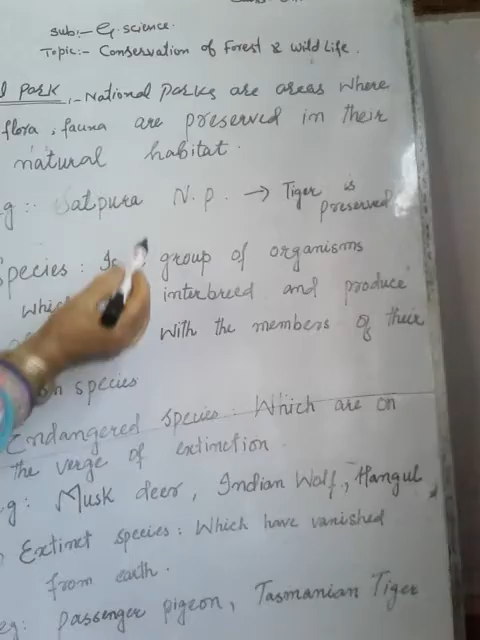 sub:- G. science.
Topic:- Conservation of Forest & Wild Life.
Park :- National Parks are areas where
flora, fauna are preserved in their
natural habitat.
g :- Satpura N.P. → Tiger is
preserved
Species : Is group of organisms
which interbreed and produce
with the members of their
species
Endangered species : Which are on
the verge of extinction.
g : Musk deer, Indian Wolf, Hangul
Extinct species : Which have vanished
from earth.
eg : Passenger pigeon, Tasmanian Tiger